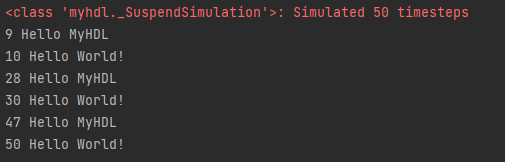 <class 'myhdl._SuspendSimulation'>: Simulated 50 timesteps
9 Hello MyHDL
10 Hello World!
28 Hello MyHDL
30 Hello World!
47 Hello MyHDL
50 Hello World!